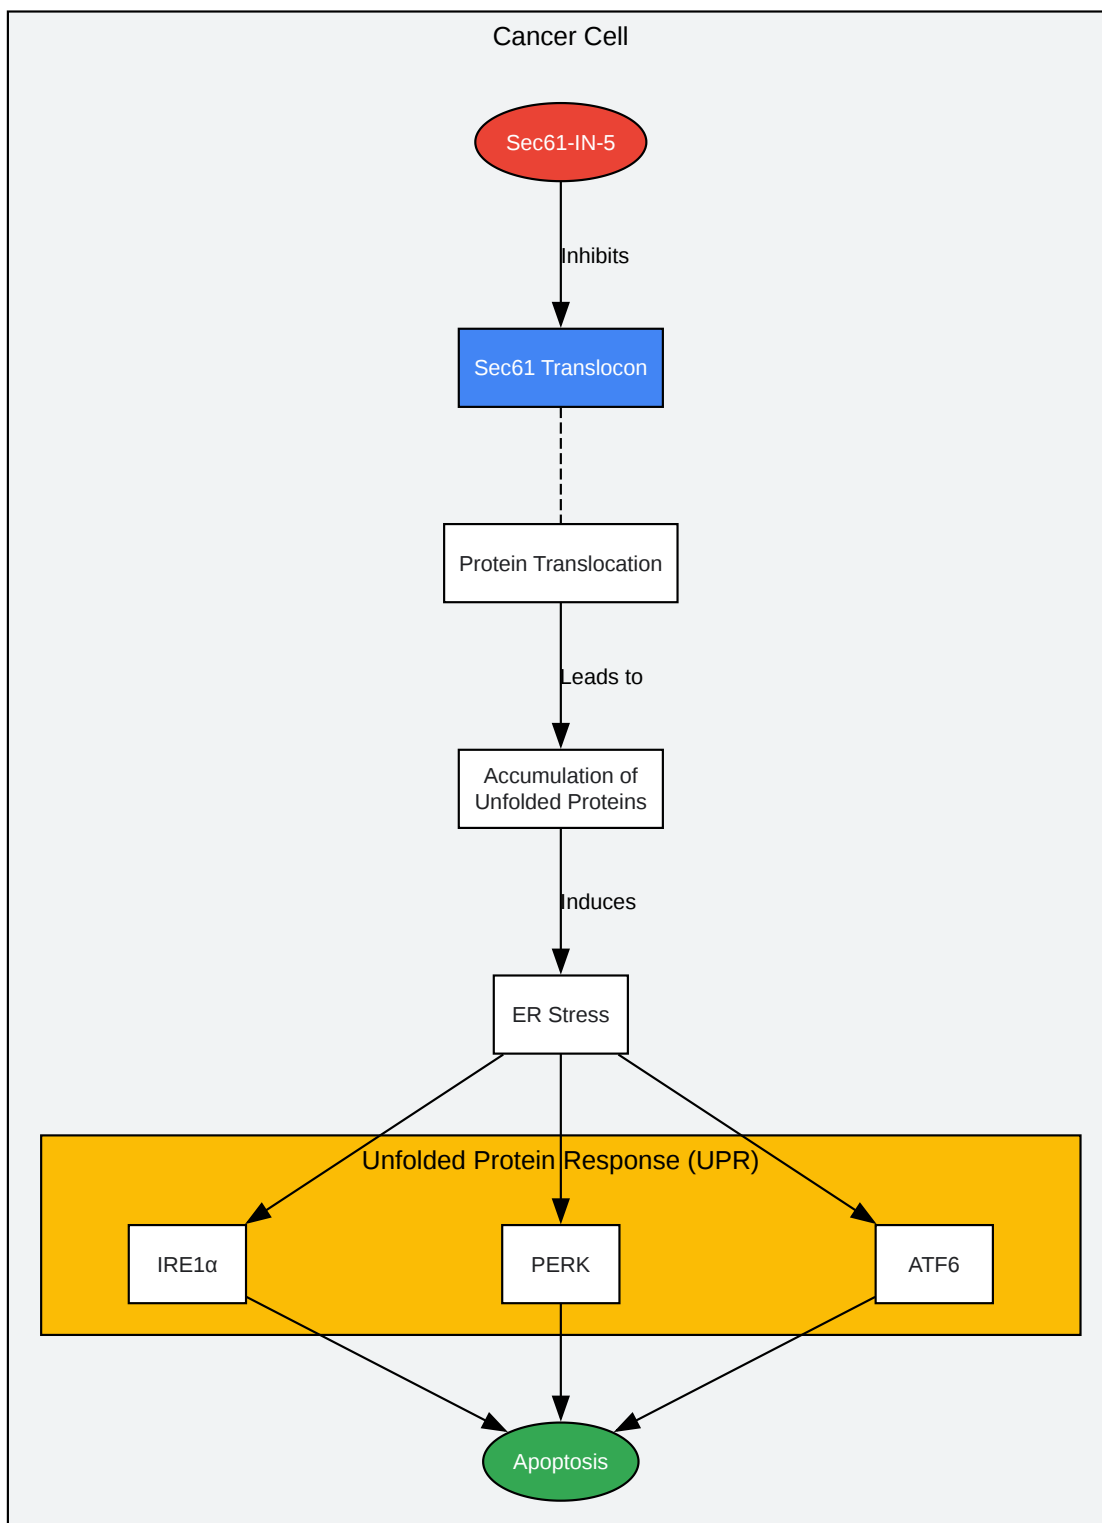 Cancer Cell
Sec61-IN-5
Inhibits
Sec61 Translocon
Protein Translocation
Leads to
Accumulation of
Unfolded Proteins
Induces
ER Stress
Unfolded Protein Response (UPR)
IRE1α
PERK
ATF6
Apoptosis